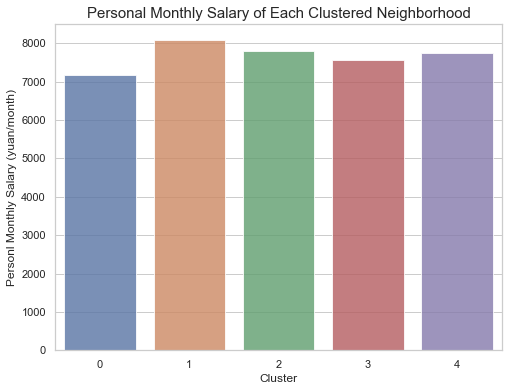 Personal Monthly Salary of Each Clustered Neighborhood
Personl Monthly Salary (yuan/month)
8000
7000
6000
5000
4000
3000
2000
1000
0
0 1 2 3 4
Cluster